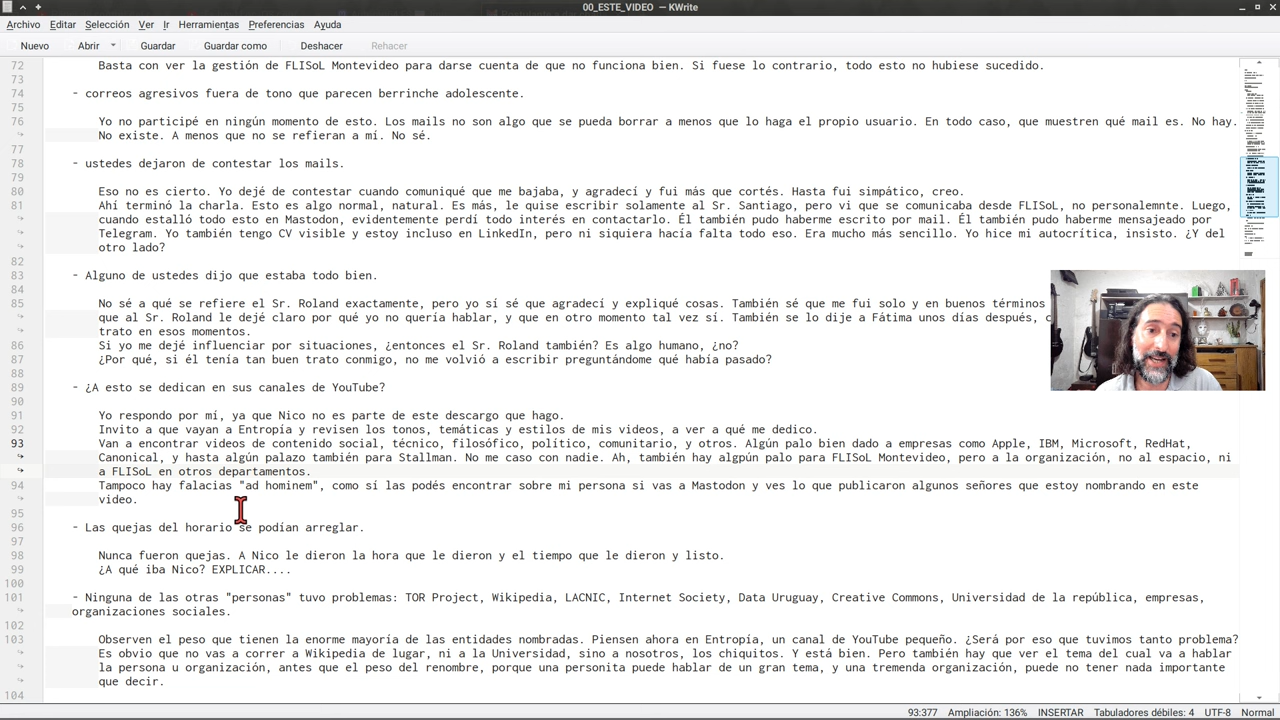 00_ESTE_VIDEO — KWrite
Archivo Editar Selección Ver Ir Herramientas Preferencias Ayuda
Nuevo Abrir Guardar Guardar como Deshacer Rehacer
72 Basta con ver la gestión de FLISoL Montevideo para darse cuenta de que no funciona bien. Si fuese lo contrario, todo esto no hubiese sucedido.
73
74 - correos agresivos fuera de tono que parecen berrinche adolescente.
75
76 Yo no participé en ningún momento de esto. Los mails no son algo que se pueda borrar a menos que lo haga el propio usuario. En todo caso, que muestren qué mail es. No hay.
No existe. A menos que no se refieran a mí. No sé.
77
78 - ustedes dejaron de contestar los mails.
79
80 Eso no es cierto. Yo dejé de contestar cuando comuniqué que me bajaba, y agradecí y fui más que cortés. Hasta fui simpático, creo.
81 Ahí terminó la charla. Esto es algo normal, natural. Es más, le quise escribir solamente al Sr. Santiago, pero vi que se comunicaba desde FLISoL, no personalemnte. Luego,
cuando estalló todo esto en Mastodon, evidentemente perdí todo interés en contactarlo. Él también pudo haberme escrito por mail. Él también pudo haberme mensajeado por
Telegram. Yo también tengo CV visible y estoy incluso en LinkedIn, pero ni siquiera hacía falta todo eso. Era mucho más sencillo. Yo hice mi autocrítica, insisto. ¿Y del
otro lado?
82
83 - Alguno de ustedes dijo que estaba todo bien.
84
85 No sé a qué se refiere el Sr. Roland exactamente, pero yo sí sé que agradecí y expliqué cosas. También sé que me fui solo y en buenos términos
que al Sr. Roland le dejé claro por qué yo no quería hablar, y que en otro momento tal vez sí. También se lo dije a Fátima unos días después, c
trato en esos momentos.
86 Si yo me dejé influenciar por situaciones, ¿entonces el Sr. Roland también? Es algo humano, ¿no?
87 ¿Por qué, si él tenía tan buen trato conmigo, no me volvió a escribir preguntándome qué había pasado?
88
89 - ¿A esto se dedican en sus canales de YouTube?
90
91 Yo respondo por mí, ya que Nico no es parte de este descargo que hago.
92 Invito a que vayan a Entropía y revisen los tonos, temáticas y estilos de mis videos, a ver a qué me dedico.
93 Van a encontrar videos de contenido social, técnico, filosófico, político, comunitario, y otros. Algún palo bien dado a empresas como Apple, IBM, Microsoft, RedHat,
Canonical, y hasta algún palazo también para Stallman. No me caso con nadie. Ah, también hay algpún palo para FLISoL Montevideo, pero a la organización, no al espacio, ni
a FLISoL en otros departamentos.
94 Tampoco hay falacias "ad hominem", como sí las podés encontrar sobre mi persona si vas a Mastodon y ves lo que publicaron algunos señores que estoy nombrando en este
video.
95
96 - Las quejas del horario se podían arreglar.
97
98 Nunca fueron quejas. A Nico le dieron la hora que le dieron y el tiempo que le dieron y listo.
99 ¿A qué iba Nico? EXPLICAR....
100
101 - Ninguna de las otras "personas" tuvo problemas: TOR Project, Wikipedia, LACNIC, Internet Society, Data Uruguay, Creative Commons, Universidad de la república, empresas,
organizaciones sociales.
102
103 Observen el peso que tienen la enorme mayoría de las entidades nombradas. Piensen ahora en Entropía, un canal de YouTube pequeño. ¿Será por eso que tuvimos tanto problema?
Es obvio que no vas a correr a Wikipedia de lugar, ni a la Universidad, sino a nosotros, los chiquitos. Y está bien. Pero también hay que ver el tema del cual va a hablar
la persona u organización, antes que el peso del renombre, porque una personita puede hablar de un gran tema, y una tremenda organización, puede no tener nada importante
que decir.
104
93:377 Ampliación: 136% INSERTAR Tabuladores débiles: 4 UTF-8 Normal